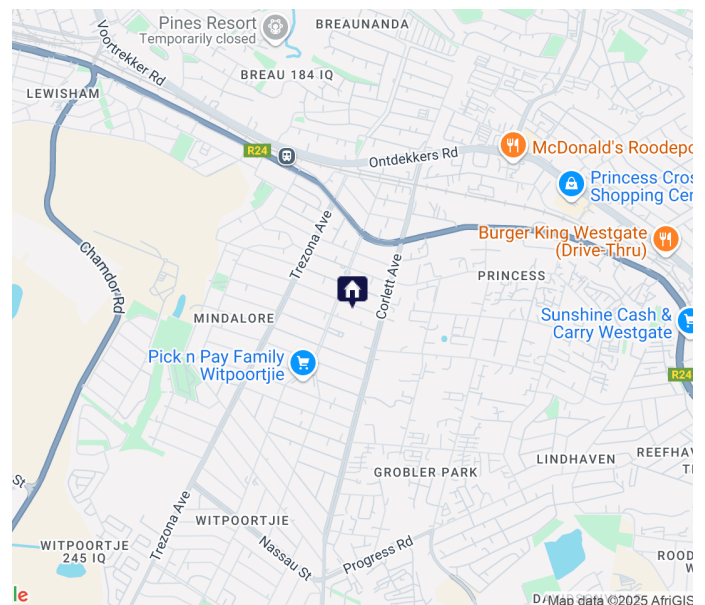 Pines Resort
Temporarily closed
BREAUNANDA
Voortrekker Rd
BREAU 184 IQ
LEWISHAM
R24
Ontdekkers Rd
McDonald's Roodepo
Princess Cros
Shopping Cen
Trezona Ave
Burger King Westgate
(Drive-Thru)
Chamdor Rd
Corlett Ave
PRINCESS
MINDALORE
Sunshine Cash &
Carry Westgate
Pick n Pay Family
Witpoortjie
R24
LINDHAVEN
REEFHAV
GROBLER PARK
St
Trezona Ave
WITPOORTJIE
Nassau St
Progress Rd
WITPOORTJE
245 IQ
ROOD
W
le
Map data ©2025 AfriGIS